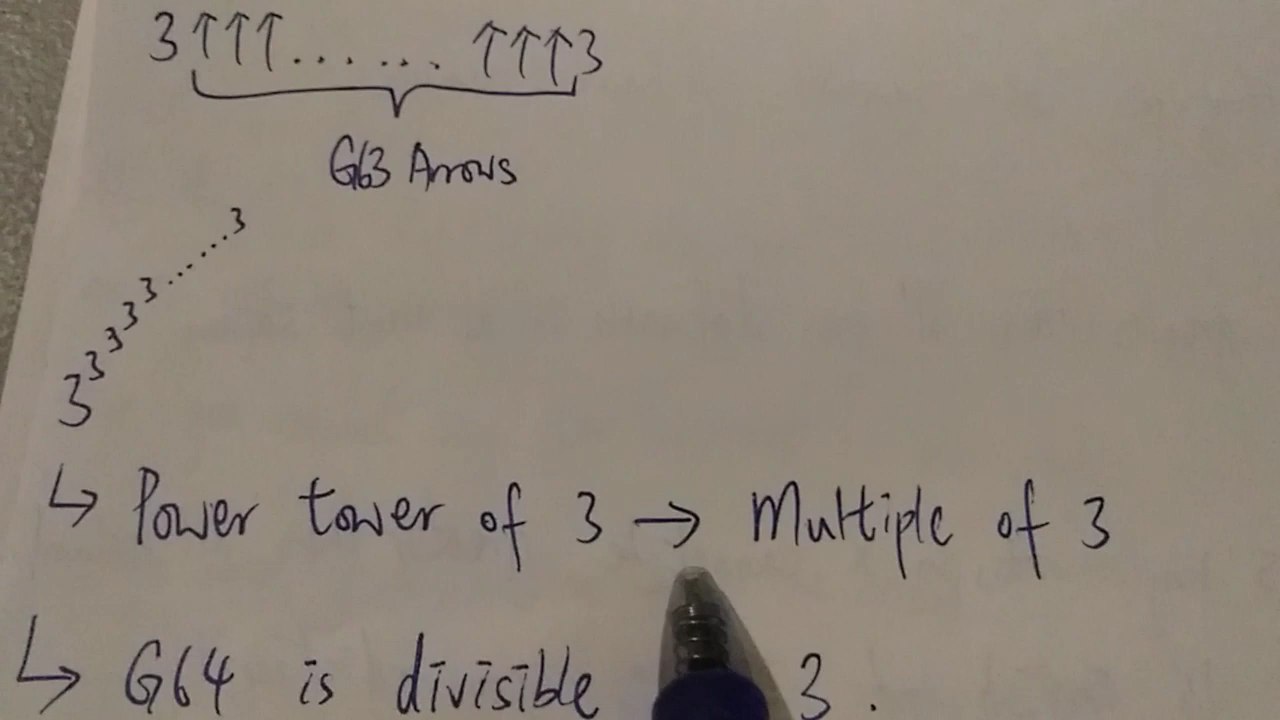 3↑↑↑....... ↑↑↑3
G63 Arrows
3^3^3^3^3^3......3
↳ Power tower of 3 → Multiple of 3
↳ G64 is divisible 3.